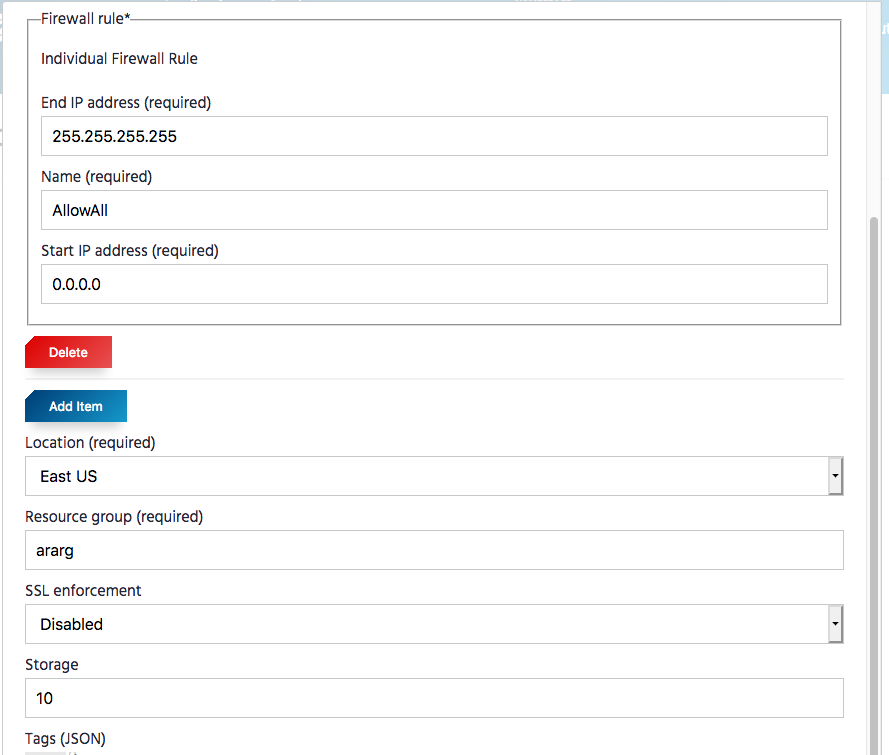 Firewall rule*
Individual Firewall Rule
End IP address (required)
255.255.255.255
Name (required)
AllowAll
Start IP address (required)
0.0.0.0
Delete
Add Item
Location (required)
East US
Resource group (required)
ararg
SSL enforcement
Disabled
Storage
10
Tags (JSON)